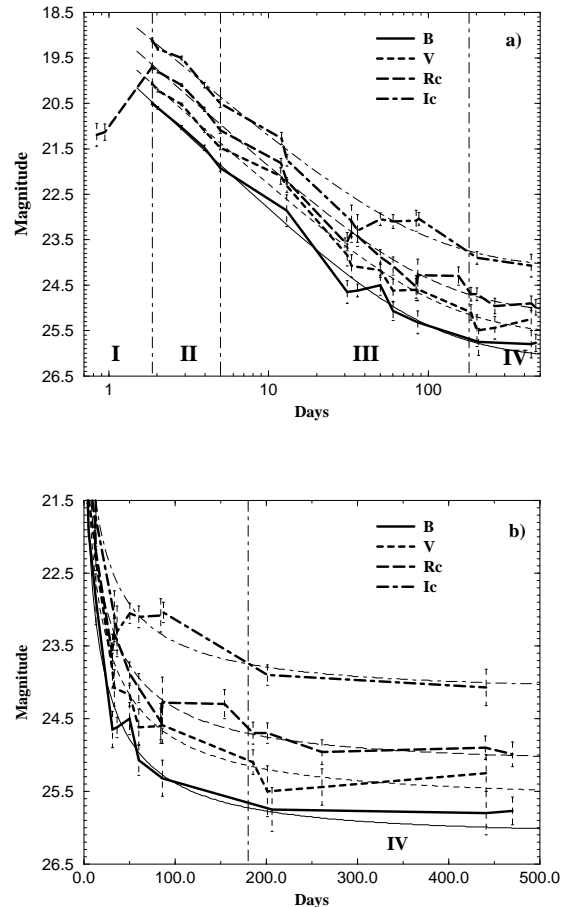 18.5
19.5
20.5
21.5
22.5
23.5
24.5
25.5
26.5
Magnitude
a)
B
V
Rc
Ic
I
II
III
IV
1
10
100
Days
21.5
22.5
23.5
24.5
25.5
26.5
Magnitude
b)
B
V
Rc
Ic
IV
0.0
100.0
200.0
300.0
400.0
500.0
Days